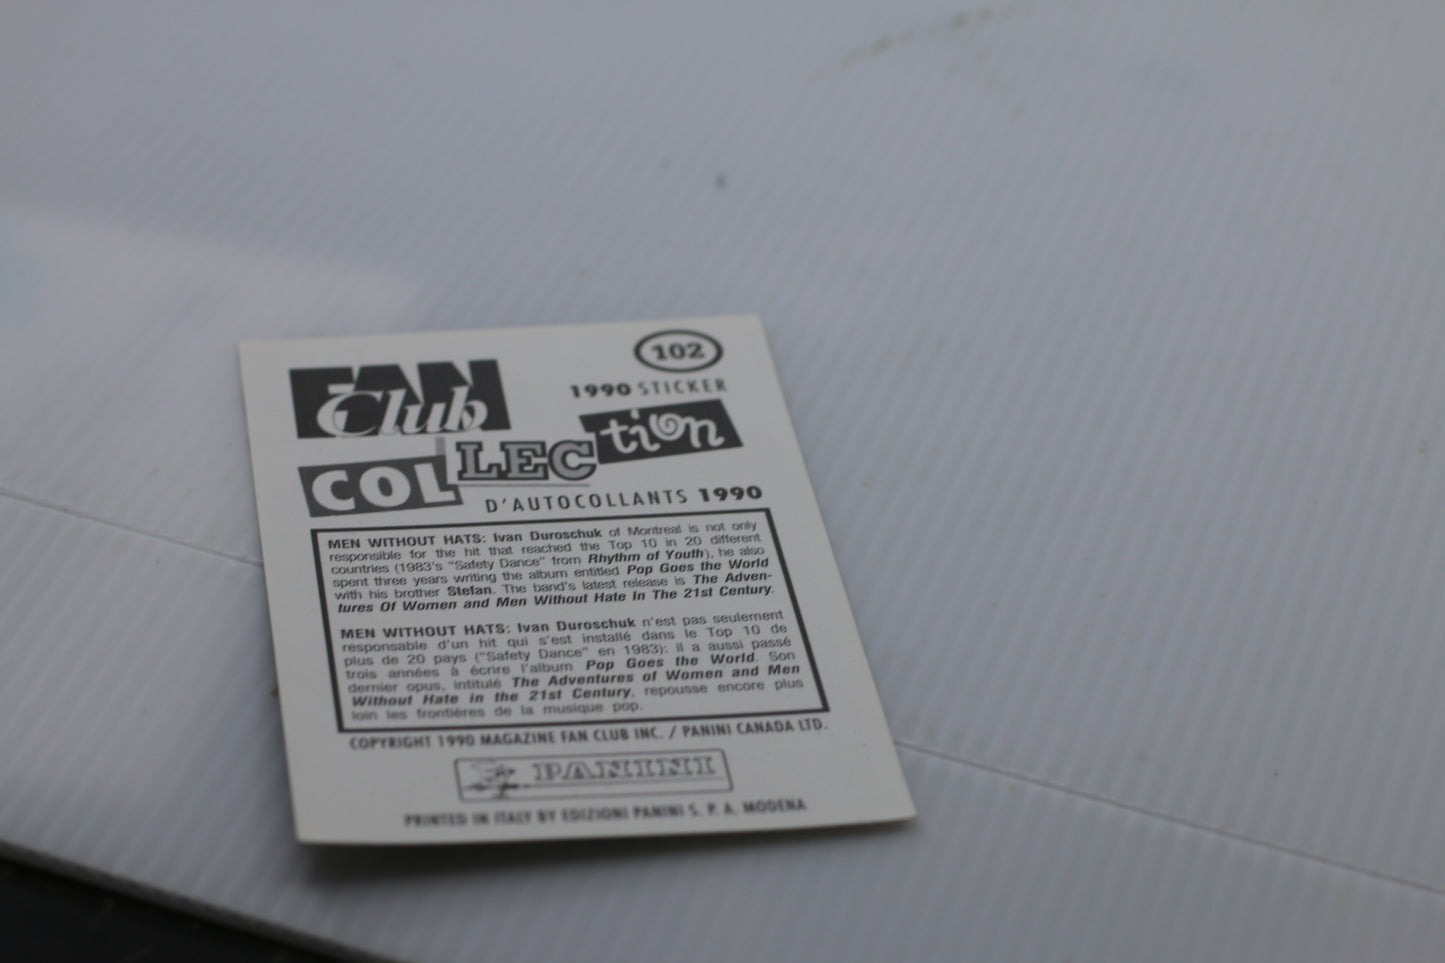 102
FAN
Club
1990 STICKER
COLLECtion
D'AUTOCOLLANTS 1990
MEN WITHOUT HATS: Ivan Duroschuk of Montreal is not only
responsible for the hit that reached the Top 10 in 20 different
countries (1983's "Safety Dance" from Rhythm of Youth), he also
spent three years writing the album entitled Pop Goes the World
with his brother Stefan. The band's latest release is The Adven-
tures Of Women and Men Without Hate In The 21st Century.
MEN WITHOUT HATS: Ivan Duroschuk n'est pas seulement
responsable d'un hit qui s'est installé dans le Top 10 de
plus de 20 pays ("Safety Dance" en 1983): il a aussi passé
trois années à écrire l'album Pop Goes the World. Son
dernier opus, intitulé The Adventures of Women and Men
Without Hate in the 21st Century, repousse encore plus
loin les frontières de la musique pop.
COPYRIGHT 1990 MAGAZINE FAN CLUB INC. / PANINI CANADA LTD.
PANINI
PRINTED IN ITALY BY EDIZIONI PANINI S. P. A. MODENA